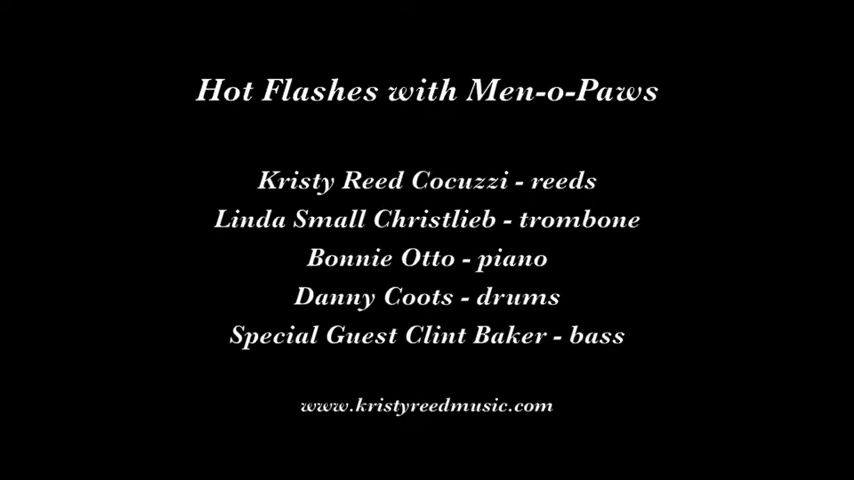 Hot Flashes with Men-o-Paws
Kristy Reed Cocuzzi - reeds
Linda Small Christlieb - trombone
Bonnie Otto - piano
Danny Coots - drums
Special Guest Clint Baker - bass
www.kristyreedmusic.com